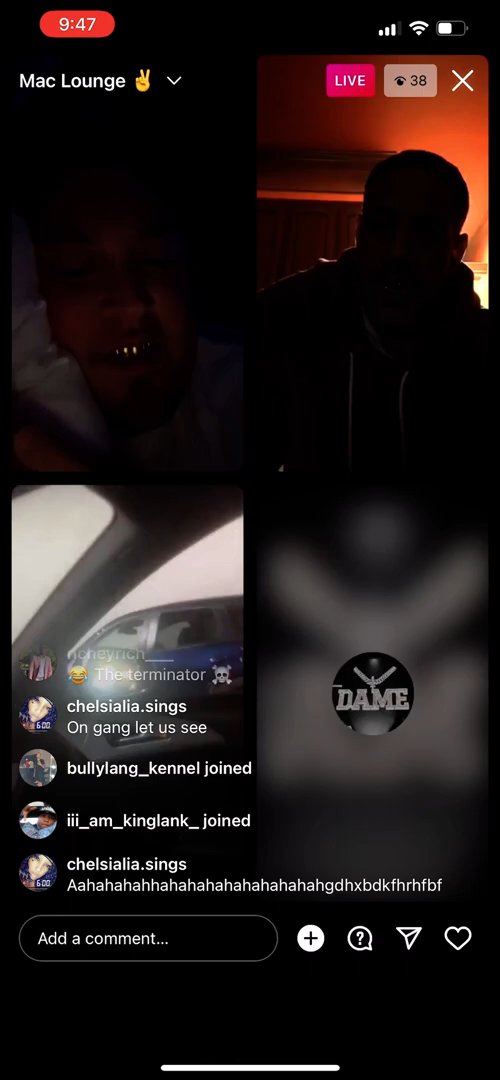 9:47
Mac Lounge ✌️
LIVE
38
DAME
😂 The terminator ☠️
chelsialia.sings
On gang let us see
bullylang_kennel joined
iii_am_kinglank_ joined
chelsialia.sings
Aahahahahhahahahahahahahahahgdhxbdkfhrhfbf
Add a comment...